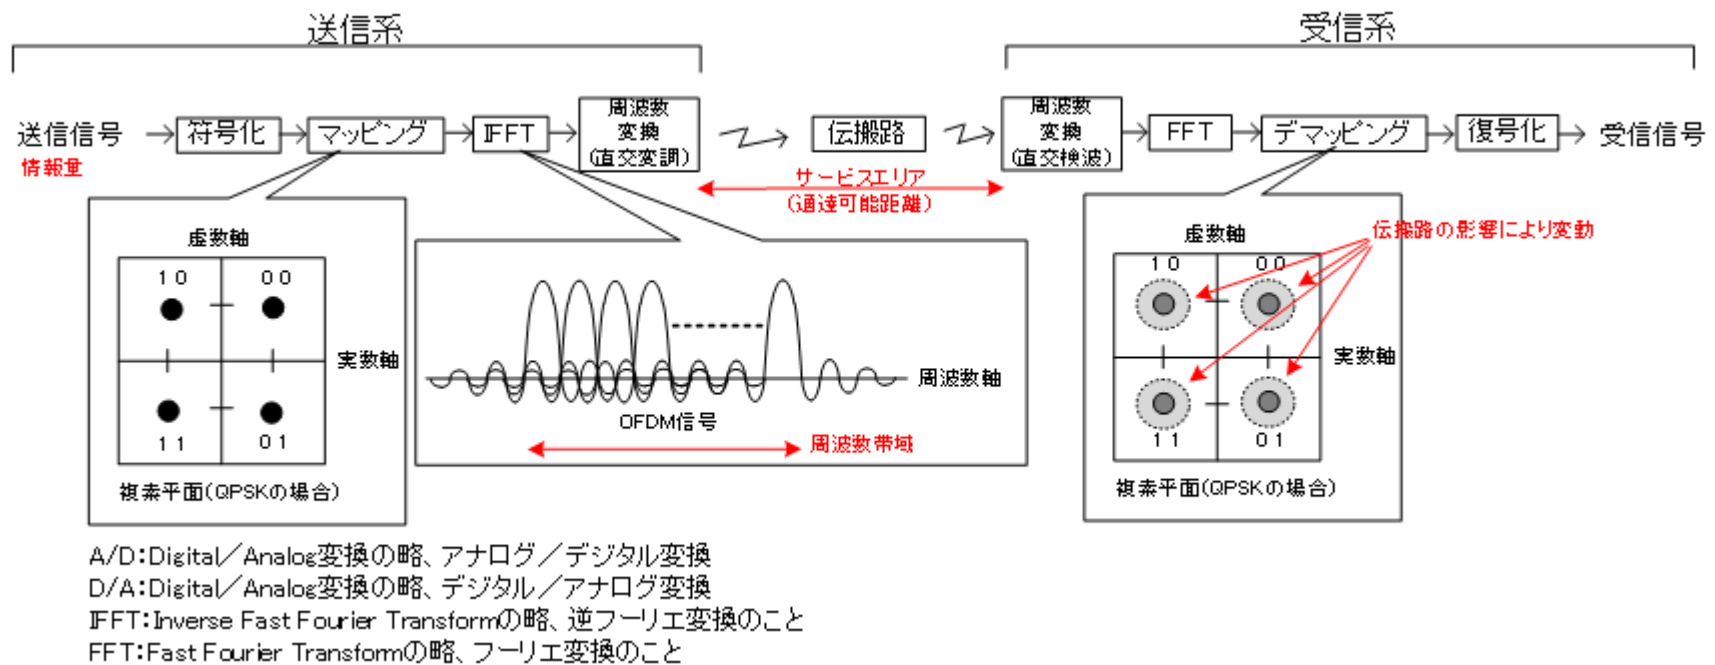 送信系
受信系
送信信号
情報量
符号化
マッピング
IFFT
周波数
変換
(直交変調)
伝搬路
サービスエリア
(通達可能距離)
周波数
変換
(直交検波)
FFT
デマッピング
復号化
受信信号
虚数軸
10 00
実数軸
11 01
複素平面(QPSKの場合)
周波数軸
OFDM信号
周波数帯域
虚数軸
伝搬路の影響により変動
10 00
実数軸
11 01
複素平面(QPSKの場合)
A/D:Digital/Analog変換の略、アナログ/デジタル変換
D/A:Digital/Analog変換の略、デジタル/アナログ変換
IFFT:Inverse Fast Fourier Transformの略、逆フーリエ変換のこと
FFT:Fast Fourier Transformの略、フーリエ変換のこと